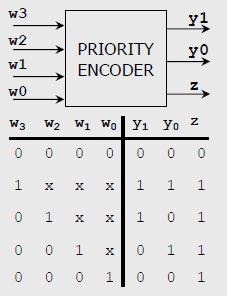 w3 y1
w2 PRIORITY y0
w1 ENCODER
w0 z
w3 w2 w1 w0 y1 y0 z
0 0 0 0 0 0 0
1 x x x 1 1 1
0 1 x x 1 0 1
0 0 1 x 0 1 1
0 0 0 1 0 0 1